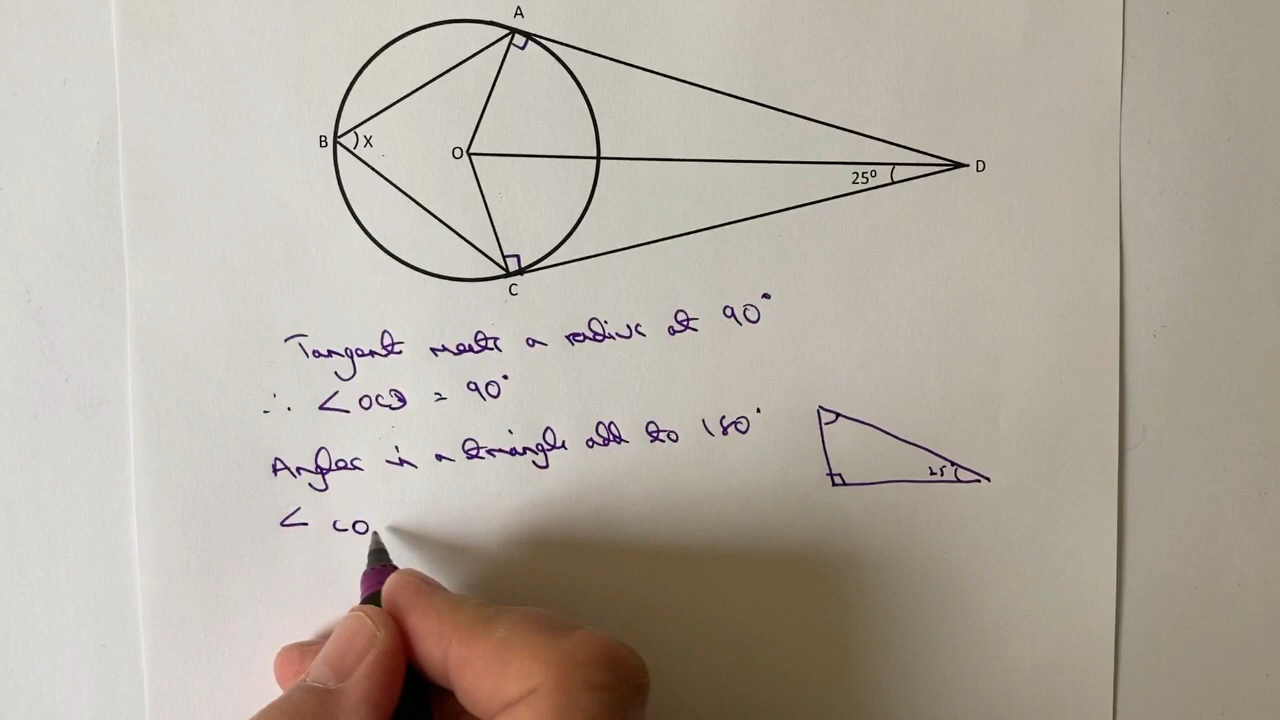 A
B
x
O
25°
D
C
Tangent meets a radius at 90°
∴ ∠OCD = 90°
Angles in a triangle add to 180°
25
∠ CO